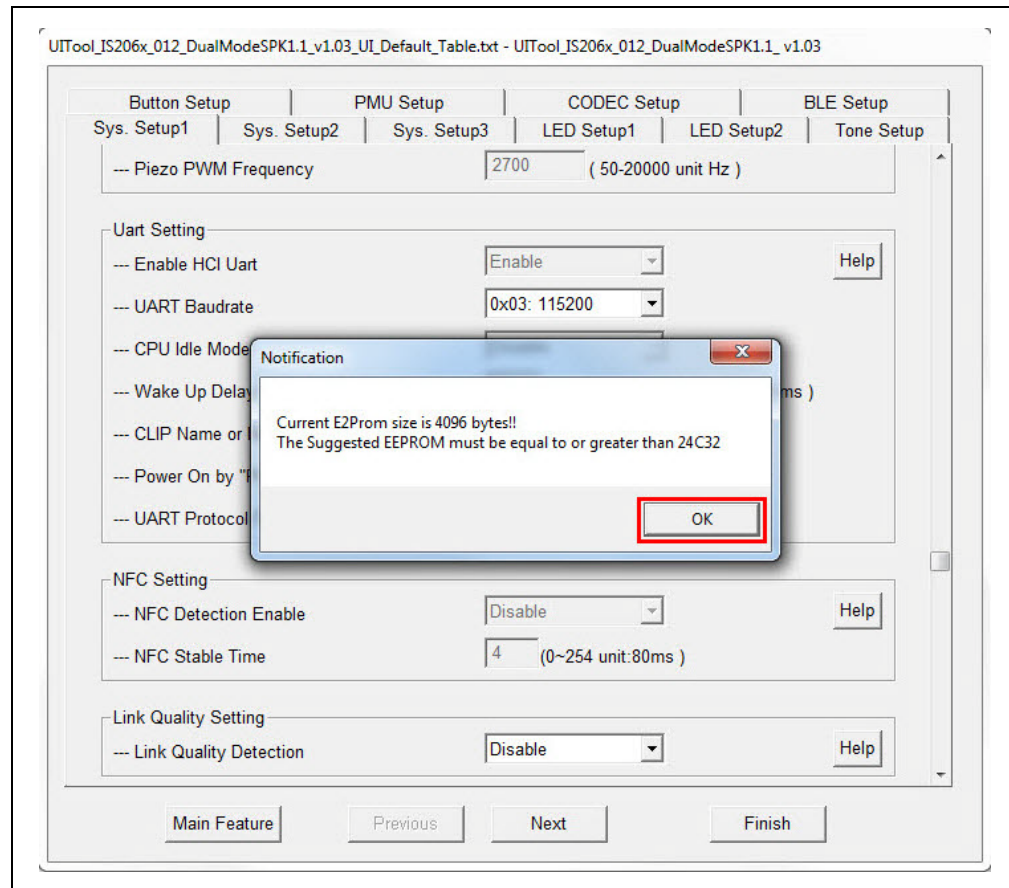 UITool_IS206x_012_DualModeSPK1.1_v1.03_UI_Default_Table.txt - UITool_IS206x_012_DualModeSPK1.1_ v1.03
Button Setup PMU Setup CODEC Setup BLE Setup
Sys. Setup1 Sys. Setup2 Sys. Setup3 LED Setup1 LED Setup2 Tone Setup
--- Piezo PWM Frequency 2700 ( 50-20000 unit Hz )
Uart Setting
--- Enable HCI Uart Enable Help
--- UART Baudrate 0x03: 115200
--- CPU Idle Mode
Notification
--- Wake Up Delay ms )
Current E2Prom size is 4096 bytes!!
The Suggested EEPROM must be equal to or greater than 24C32
--- CLIP Name or
--- Power On by "
--- UART Protocol
OK
NFC Setting
--- NFC Detection Enable Disable Help
--- NFC Stable Time 4 (0~254 unit:80ms )
Link Quality Setting
--- Link Quality Detection Disable Help
Main Feature Previous Next Finish